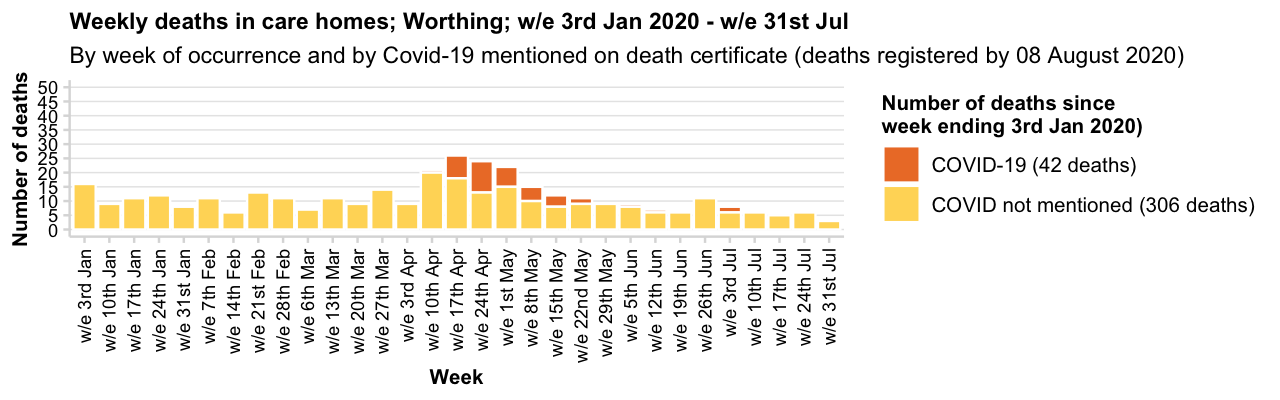 Weekly deaths in care homes; Worthing; w/e 3rd Jan 2020 - w/e 31st Jul
By week of occurrence and by Covid-19 mentioned on death certificate (deaths registered by 08 August 2020)
Number of deaths
50
45
40
35
30
25
20
15
10
5
0
w/e 3rd Jan
w/e 10th Jan
w/e 17th Jan
w/e 24th Jan
w/e 31st Jan
w/e 7th Feb
w/e 14th Feb
w/e 21st Feb
w/e 28th Feb
w/e 6th Mar
w/e 13th Mar
w/e 20th Mar
w/e 27th Mar
w/e 3rd Apr
w/e 10th Apr
w/e 17th Apr
w/e 24th Apr
w/e 1st May
w/e 8th May
w/e 15th May
w/e 22nd May
w/e 29th May
w/e 5th Jun
w/e 12th Jun
w/e 19th Jun
w/e 26th Jun
w/e 3rd Jul
w/e 10th Jul
w/e 17th Jul
w/e 24th Jul
w/e 31st Jul
Week
Number of deaths since
week ending 3rd Jan 2020)
COVID-19 (42 deaths)
COVID not mentioned (306 deaths)